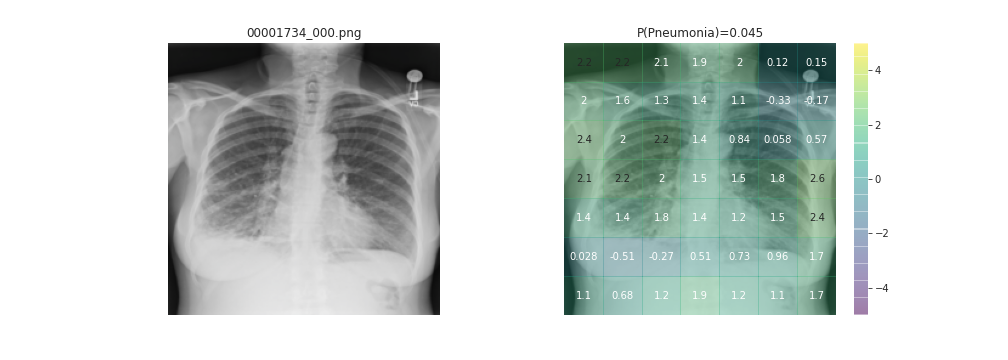 00001734_000.png
P(Pneumonia)=0.045
2.2 2.2 2.1 1.9 2 0.12 0.15
2 1.6 1.3 1.4 1.1 -0.33 -0.17
2.4 2 2.2 1.4 0.84 0.058 0.57
2.1 2.2 2 1.5 1.5 1.8 2.6
1.4 1.4 1.8 1.4 1.2 1.5 2.4
0.028 -0.51 -0.27 0.51 0.73 0.96 1.7
1.1 0.68 1.2 1.9 1.2 1.1 1.7
4
2
0
−2
−4